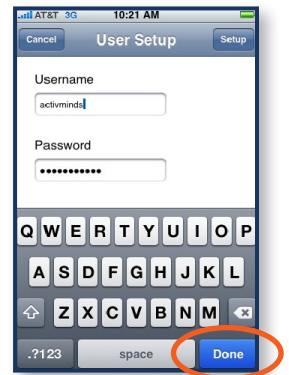 AT&T 3G 10:21 AM
Cancel User Setup Setup
Username
activminds
Password
•••••••••••
Q W E R T Y U I O P
A S D F G H J K L
Z X C V B N M
.?123 space Done